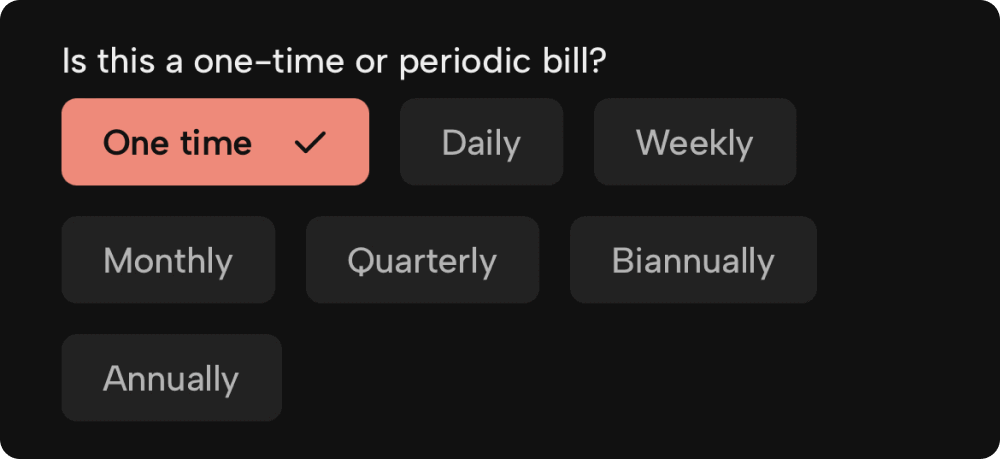 Is this a one-time or periodic bill?
One time Daily Weekly
Monthly Quarterly Biannually
Annually